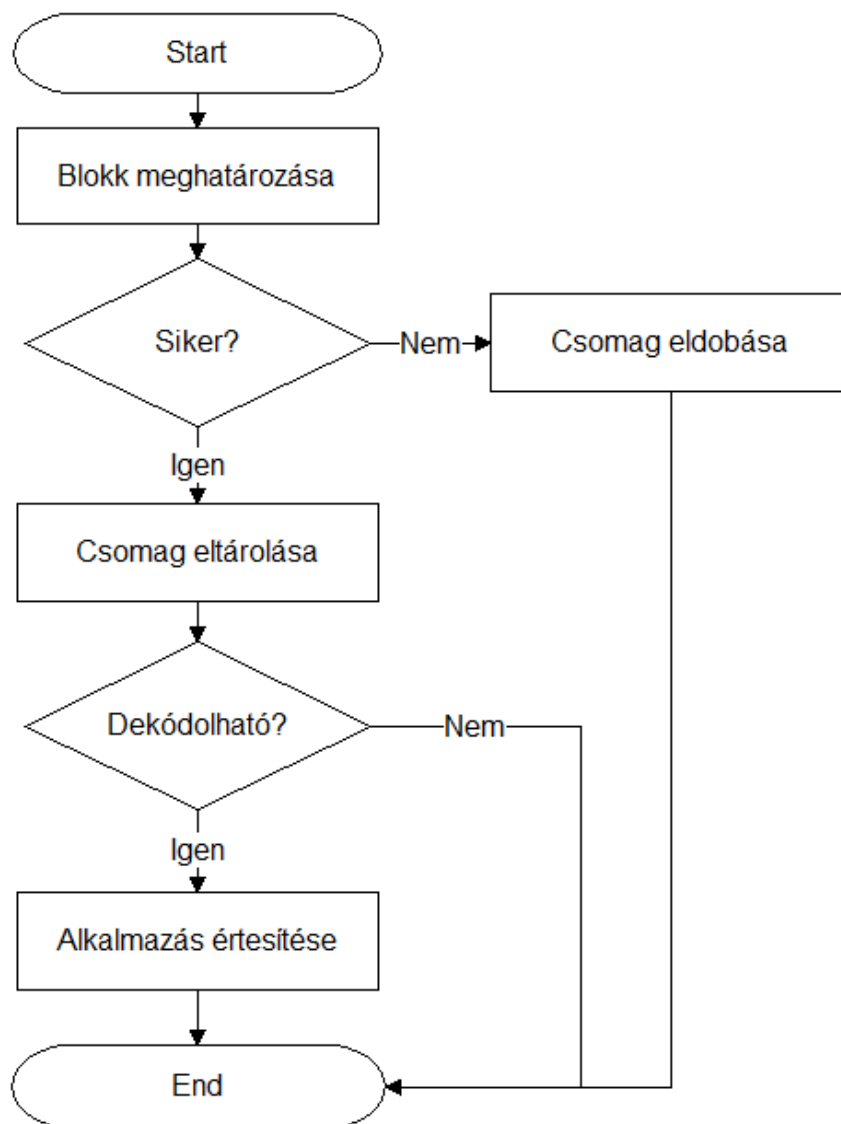 Start
Blokk meghatározása
Siker?
Nem
Csomag eldobása
Igen
Csomag eltárolása
Dekódolható?
Nem
Igen
Alkalmazás értesítése
End